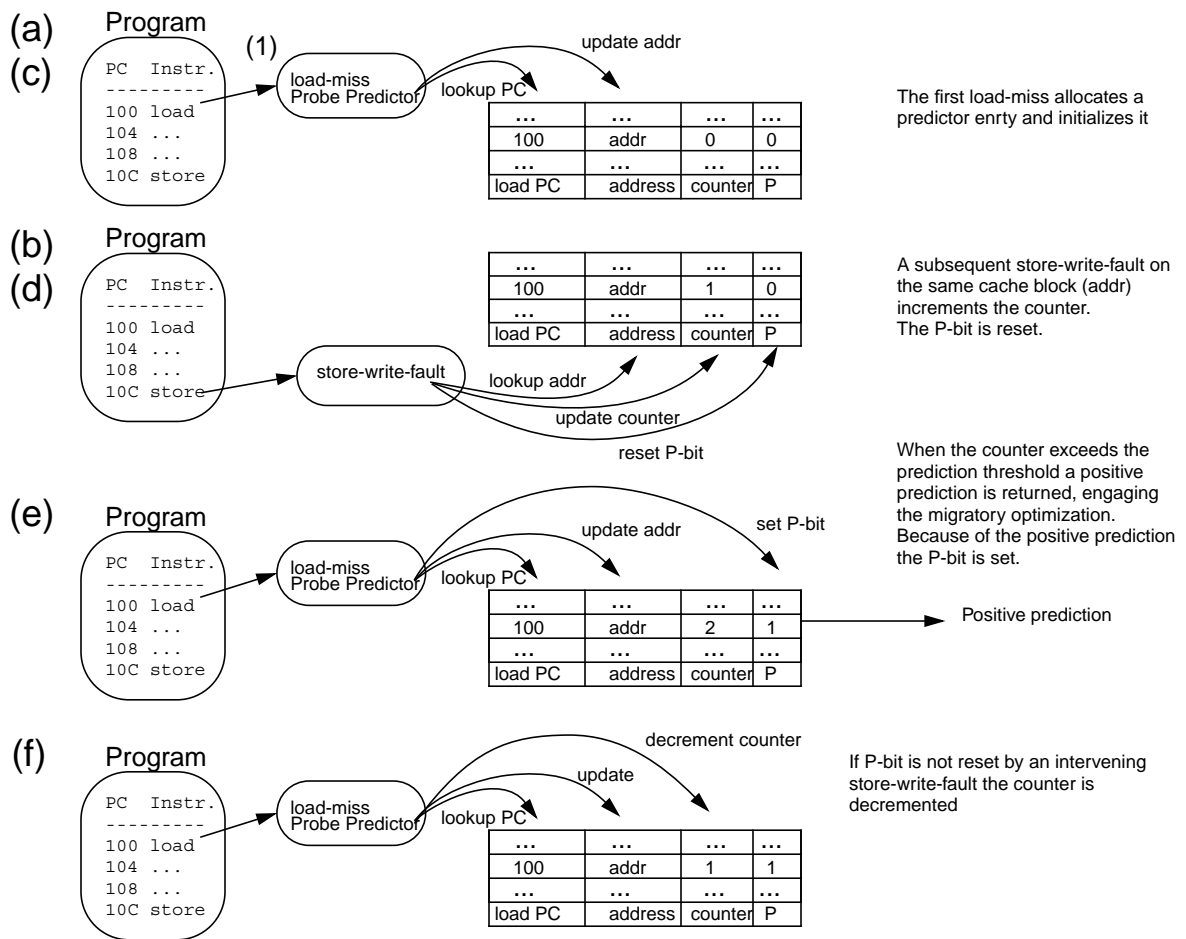 (a)
(c)
Program
PC Instr.
---------
100 load
104 ...
108 ...
10C store
(1)
load-miss
Probe Predictor
lookup PC
update addr
... ... ... ...
100 addr 0 0
... ... ... ...
load PC address counter P
The first load-miss allocates a
predictor enrty and initializes it
(b)
(d)
Program
PC Instr.
---------
100 load
104 ...
108 ...
10C store
store-write-fault
... ... ... ...
100 addr 1 0
... ... ... ...
load PC address counter P
lookup addr
update counter
reset P-bit
A subsequent store-write-fault on
the same cache block (addr)
increments the counter.
The P-bit is reset.
(e)
Program
PC Instr.
---------
100 load
104 ...
108 ...
10C store
load-miss
Probe Predictor
lookup PC
update addr
set P-bit
... ... ... ...
100 addr 2 1
... ... ... ...
load PC address counter P
When the counter exceeds the
prediction threshold a positive
prediction is returned, engaging
the migratory optimization.
Because of the positive prediction
the P-bit is set.
Positive prediction
(f)
Program
PC Instr.
---------
100 load
104 ...
108 ...
10C store
load-miss
Probe Predictor
lookup PC
update
decrement counter
... ... ... ...
100 addr 1 1
... ... ... ...
load PC address counter P
If P-bit is not reset by an intervening
store-write-fault the counter is
decremented